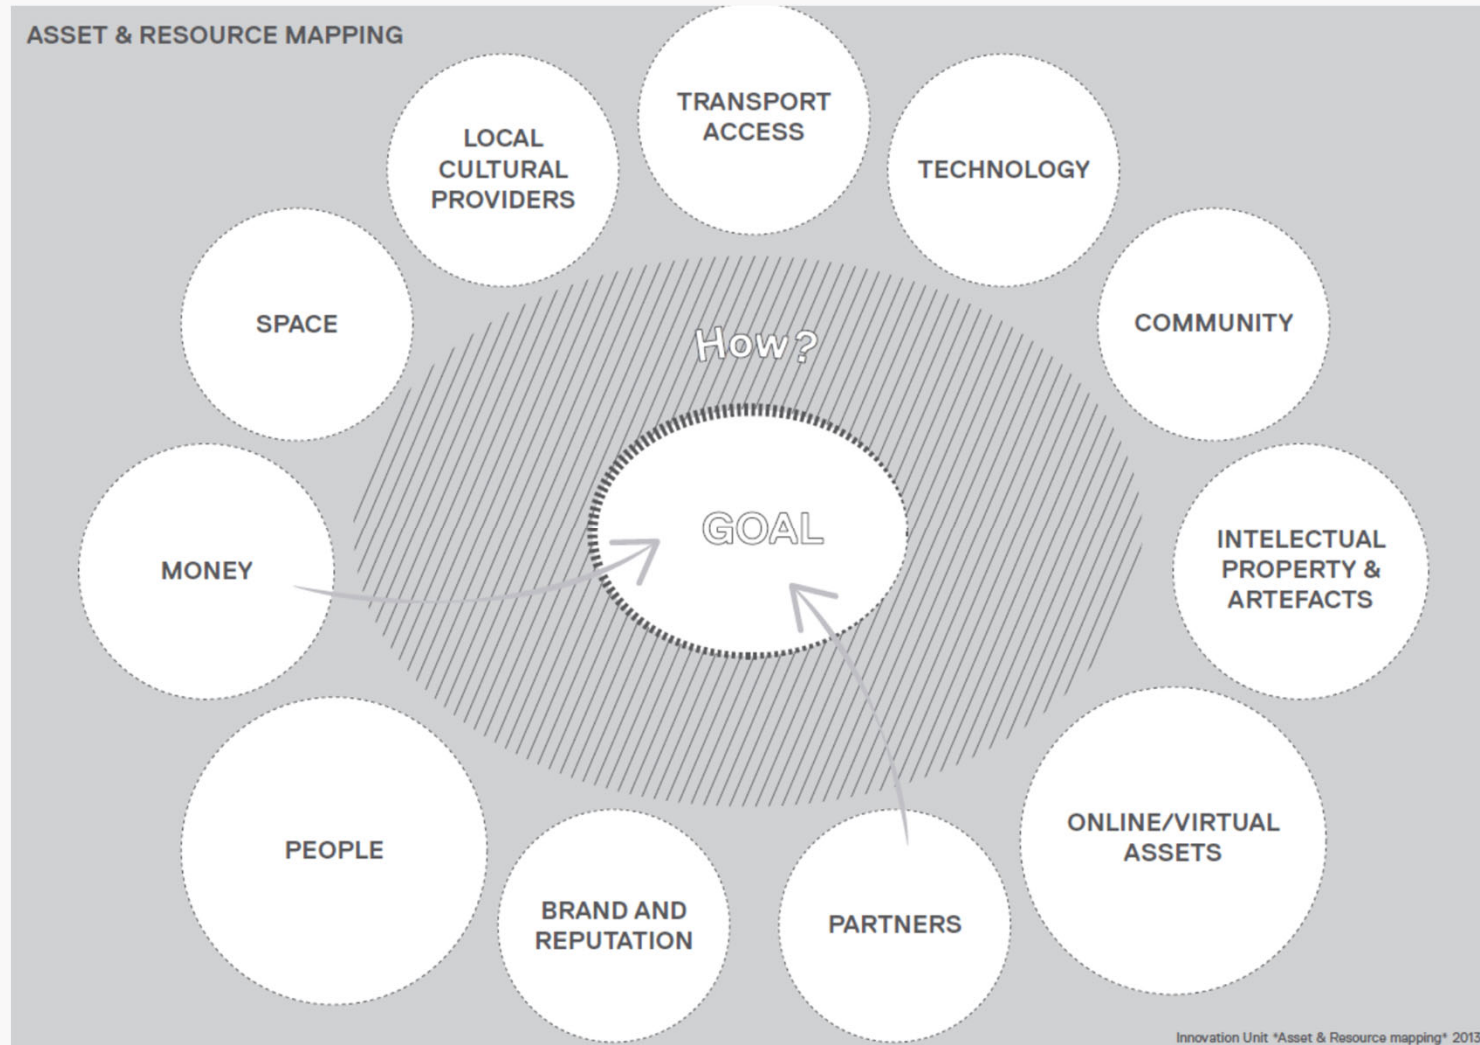 ASSET & RESOURCE MAPPING
TRANSPORT
ACCESS
LOCAL
CULTURAL
PROVIDERS
TECHNOLOGY
SPACE
COMMUNITY
How?
GOAL
MONEY
INTELECTUAL
PROPERTY &
ARTEFACTS
PEOPLE
ONLINE/VIRTUAL
ASSETS
BRAND AND
REPUTATION
PARTNERS
Innovation Unit "Asset & Resource mapping" 2013